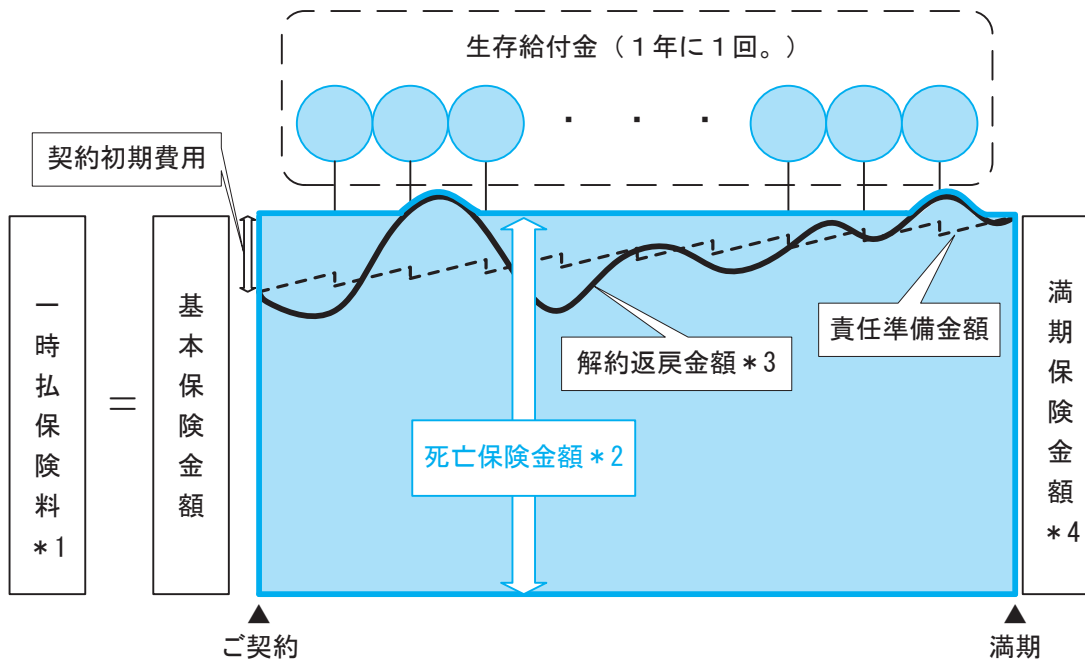 生存給付金（１年に１回。）
・　・　・
契約初期費用
一時払保険料＊1
＝
基本保険金額
死亡保険金額＊2
解約返戻金額＊3
責任準備金額
満期保険金額＊4
▲
ご契約
▲
満期